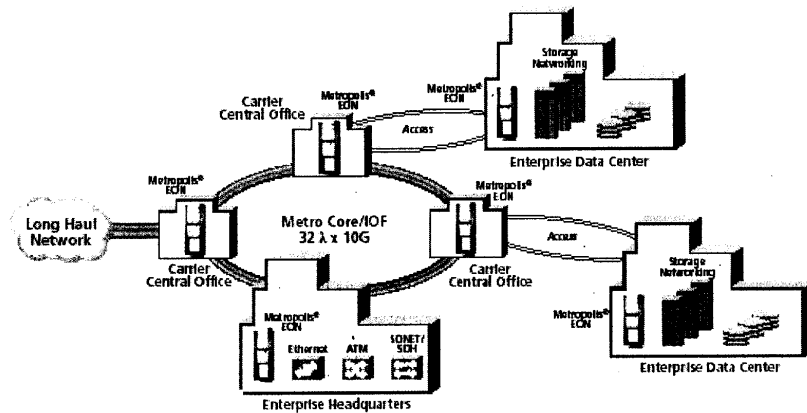 Storage
Networking
Metropolis®
EON
Enterprise Data Center
Metropolis®
EON
Carrier
Central Office
Access
Metropolis®
EON
Long Haul
Network
Carrier
Central Office
Metro Core/IOF
32 λ x 10G
Metropolis®
EON
Carrier
Central Office
Access
Storage
Networking
Metropolis®
EON
Enterprise Data Center
Metropolis®
EON
Ethernet
ATM
SONET/
SDH
Enterprise Headquarters